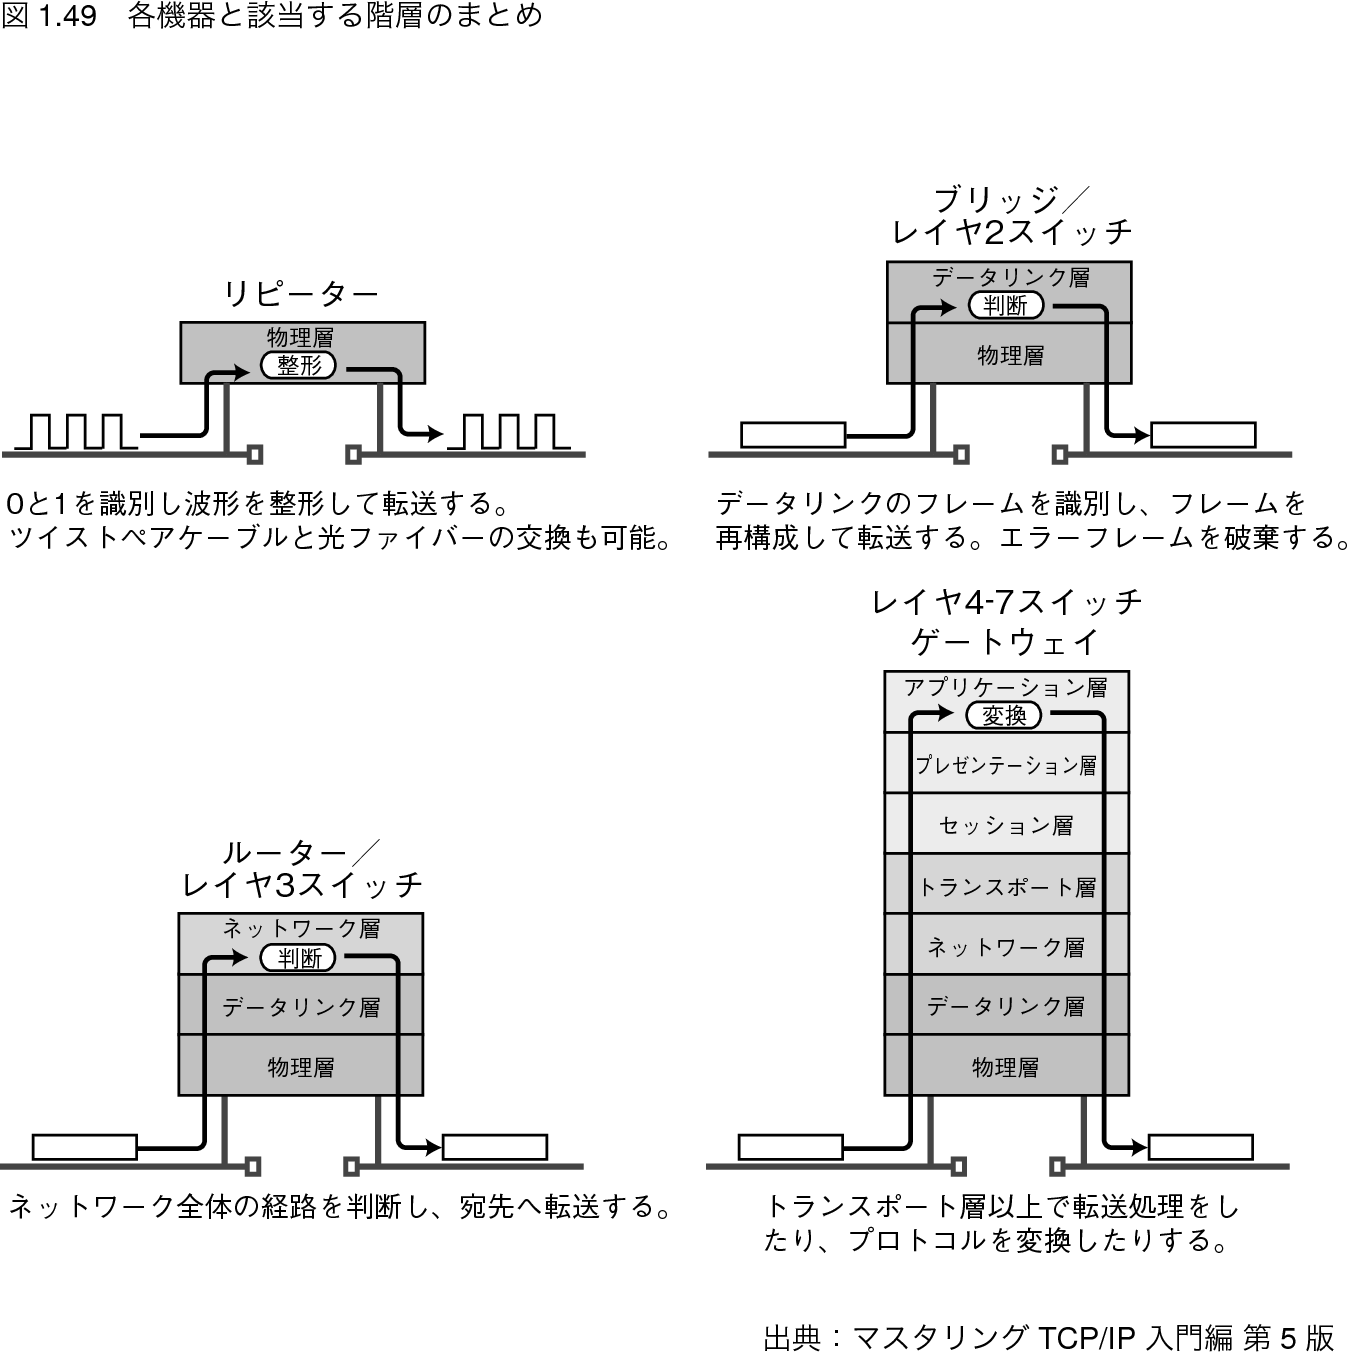 図 1.49　各機器と該当する階層のまとめ
リピーター
物理層
整形
0と1を識別し波形を整形して転送する。
ツイストペアケーブルと光ファイバーの交換も可能。
ブリッジ／
レイヤ2スイッチ
データリンク層
判断
物理層
データリンクのフレームを識別し、フレームを
再構成して転送する。エラーフレームを破棄する。
ルーター／
レイヤ3スイッチ
ネットワーク層
判断
データリンク層
物理層
ネットワーク全体の経路を判断し、宛先へ転送する。
レイヤ4-7スイッチ
ゲートウェイ
アプリケーション層
変換
プレゼンテーション層
セッション層
トランスポート層
ネットワーク層
データリンク層
物理層
トランスポート層以上で転送処理をし
たり、プロトコルを変換したりする。
出典：マスタリング TCP/IP 入門編 第 5 版